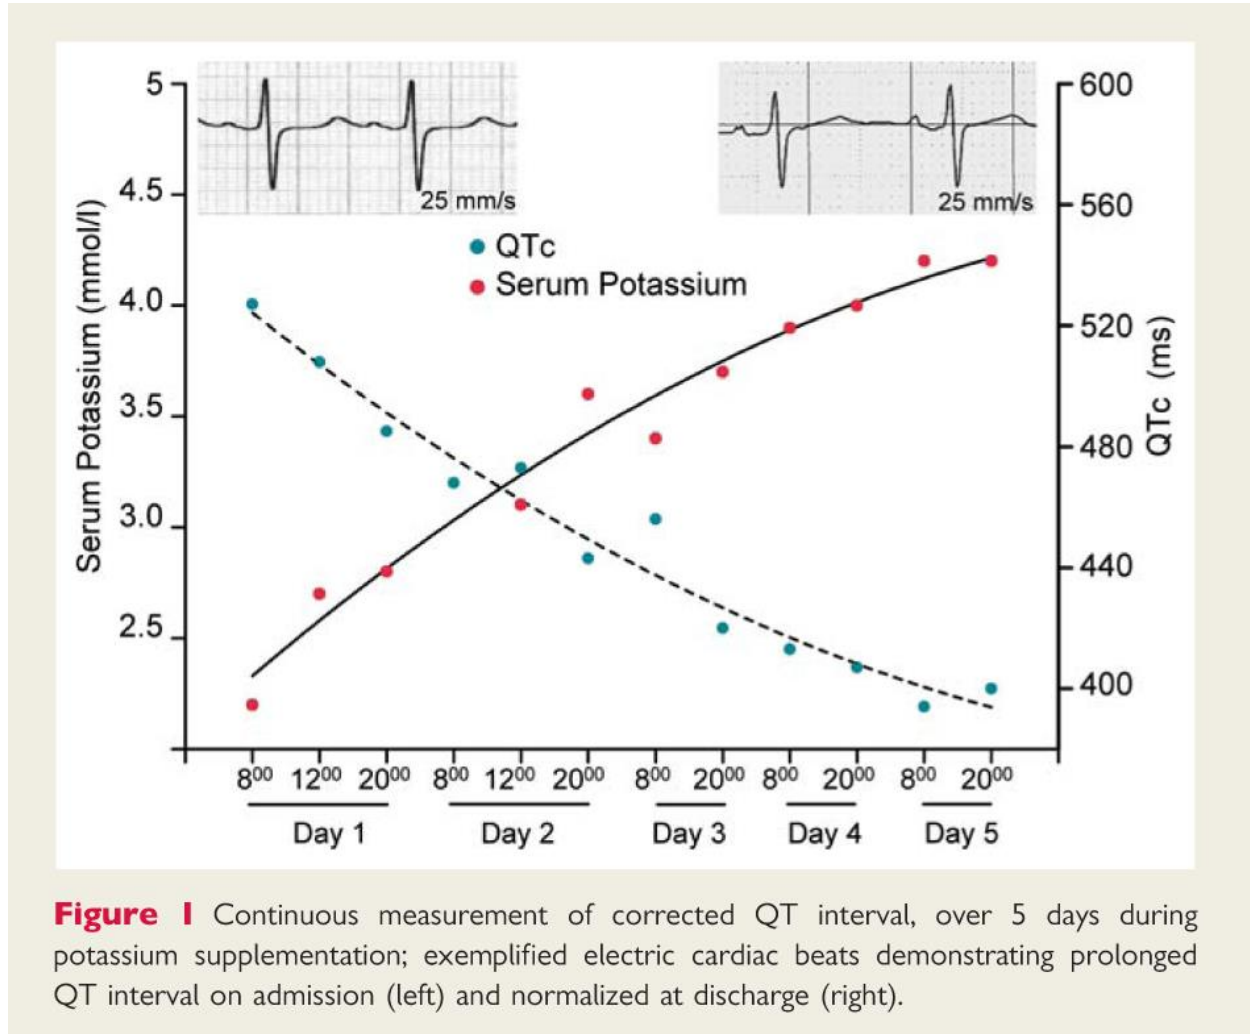 5
600
25 mm/s
25 mm/s
4.5
560
QTc
Serum Potassium
4.0
520
3.5
480
3.0
440
2.5
400
Serum Potassium (mmol/l)
QTc (ms)
8⁰⁰ 12⁰⁰ 20⁰⁰ 8⁰⁰ 12⁰⁰ 20⁰⁰ 8⁰⁰ 20⁰⁰ 8⁰⁰ 20⁰⁰ 8⁰⁰ 20⁰⁰
Day 1 Day 2 Day 3 Day 4 Day 5
Figure 1 Continuous measurement of corrected QT interval, over 5 days during
potassium supplementation; exemplified electric cardiac beats demonstrating prolonged
QT interval on admission (left) and normalized at discharge (right).